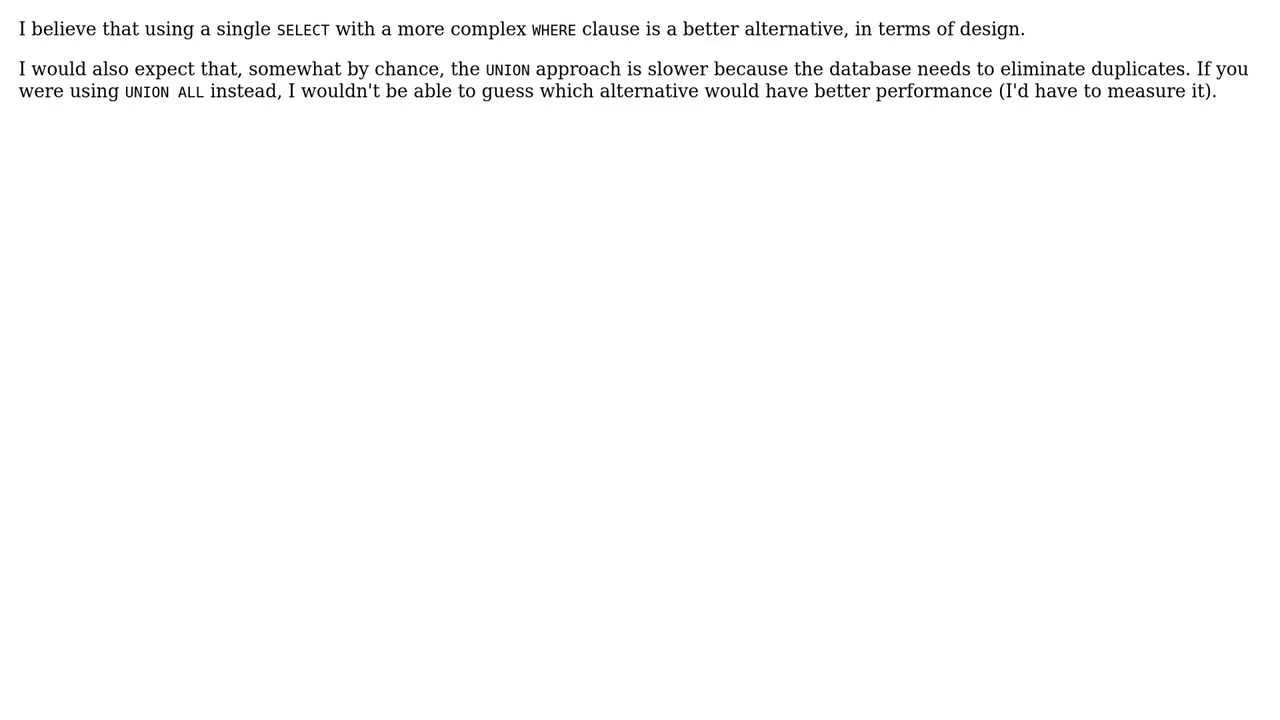 I believe that using a single SELECT with a more complex WHERE clause is a better alternative, in terms of design.
I would also expect that, somewhat by chance, the UNION approach is slower because the database needs to eliminate duplicates. If you
were using UNION ALL instead, I wouldn't be able to guess which alternative would have better performance (I'd have to measure it).